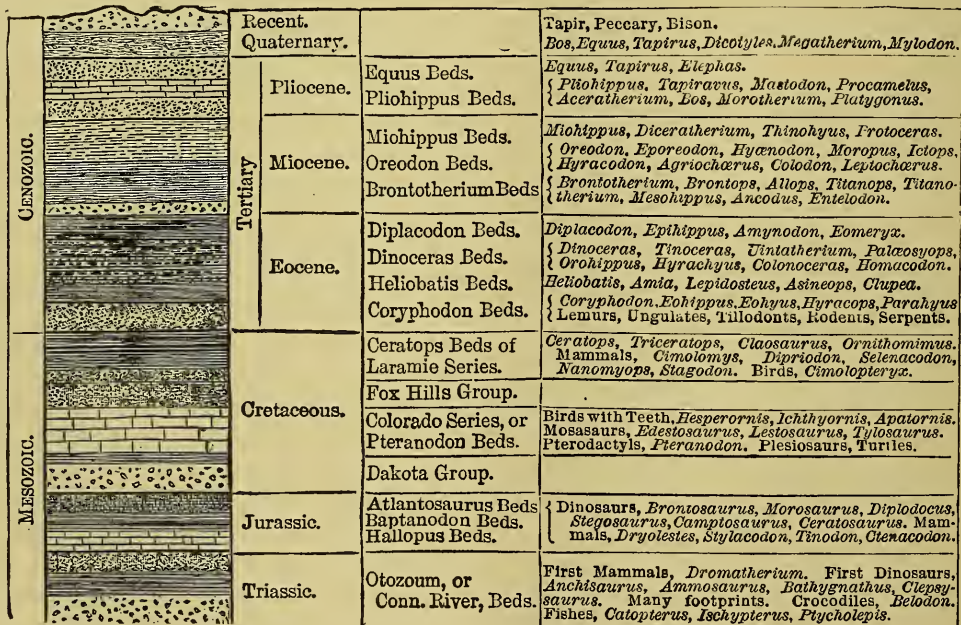 CENOZOIC.
MESOZOIC.
Tertiary
Recent.
Quaternary.
Tapir, Peccary, Bison.
Bos, Equus, Tapirus, Dicotyles, Megatherium, Mylodon.
Pliocene.
Equus Beds.
Pliohippus Beds.
Equus, Tapirus, Elephas.
Pliohippus, Tapiravus, Mastodon, Procamelus,
Aceratherium, Bos, Morotherium, Platygonus.
Miocene.
Miohippus Beds.
Oreodon Beds.
Brontotherium Beds
Miohippus, Diceratherium, Thinohyus, Protoceras.
Oreodon, Eporeodon, Hyænodon, Moropus, Ictops,
Hyracodon, Agriochœrus, Colodon, Leptochœrus.
Brontotherium, Brontops, Allops, Titanops, Titano-
therium, Mesohippus, Ancodus, Entelodon.
Eocene.
Diplacodon Beds.
Dinoceras Beds.
Heliobatis Beds.
Coryphodon Beds.
Diplacodon, Epihippus, Amynodon, Eomeryx.
Dinoceras, Tinoceras, Uintatherium, Palæosyops,
Orohippus, Hyrachyus, Colonoceras, Homacodon.
Heliobatis, Amia, Lepidosteus, Asineops, Clupea.
Coryphodon, Eohippus, Eohyus, Hyracops, Parahyus
Lemurs, Ungulates, Tillodonts, Rodents, Serpents.
Cretaceous.
Ceratops Beds of
Laramie Series.
Ceratops, Triceratops, Claosaurus, Ornithomimus.
Mammals, Cimolomys, Dipriodon, Selenacodon,
Nanomyops, Stagodon. Birds, Cimolopteryx.
Fox Hills Group.
Colorado Series, or
Pteranodon Beds.
Birds with Teeth, Hesperornis, Ichthyornis, Apatornis.
Mosasaurs, Edestosaurus, Lestosaurus, Tylosaurus.
Pterodactyls, Pteranodon. Plesiosaurs, Turtles.
Dakota Group.
Jurassic.
Atlantosaurus Beds
Baptanodon Beds.
Hallopus Beds.
Dinosaurs, Brontosaurus, Morosaurus, Diplodocus,
Stegosaurus, Camptosaurus, Ceratosaurus. Mam-
mals, Dryolestes, Stylacodon, Tinodon, Ctenacodon.
Triassic.
Otozoum, or
Conn. River, Beds.
First Mammals, Dromatherium. First Dinosaurs,
Anchisaurus, Ammosaurus, Bathygnathus, Clepsy-
saurus. Many footprints. Crocodiles, Belodon.
Fishes, Catopterus, Ischypterus, Ptycholepis.